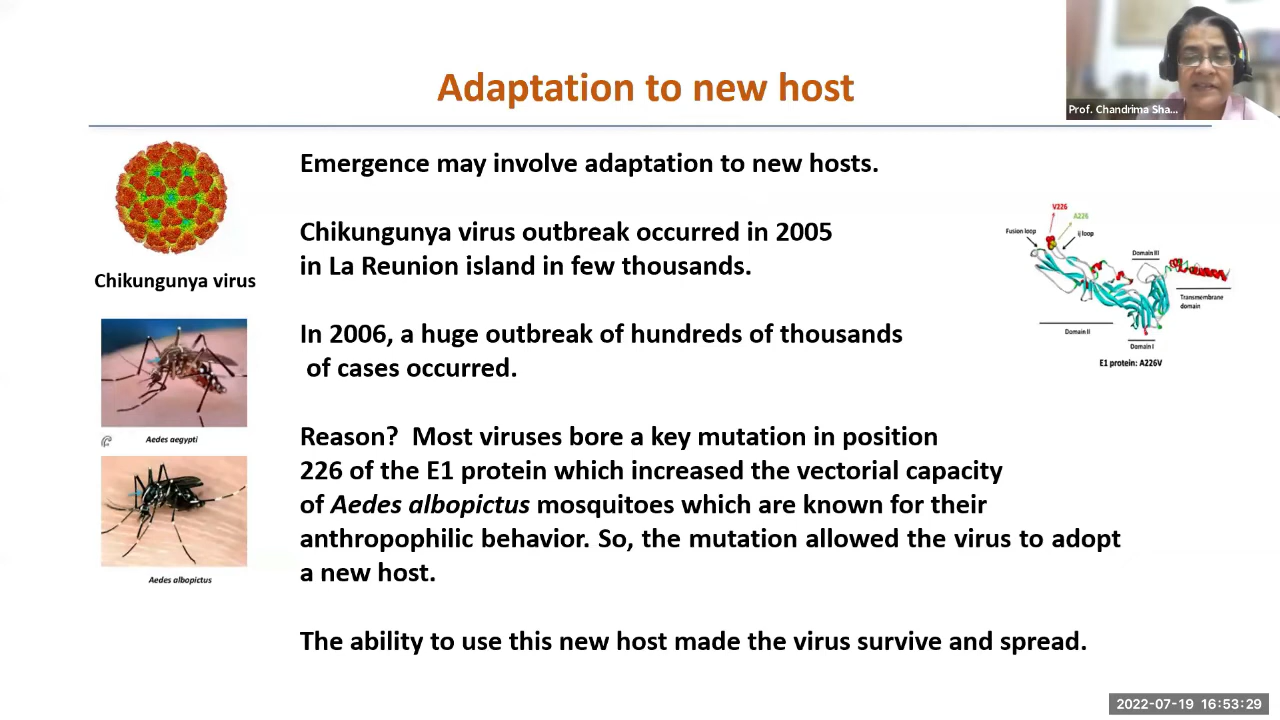 Adaptation to new host
Prof. Chandrima Sha...
Emergence may involve adaptation to new hosts.
Chikungunya virus outbreak occurred in 2005
in La Reunion island in few thousands.
In 2006, a huge outbreak of hundreds of thousands
of cases occurred.
Reason? Most viruses bore a key mutation in position
226 of the E1 protein which increased the vectorial capacity
of Aedes albopictus mosquitoes which are known for their
anthropophilic behavior. So, the mutation allowed the virus to adopt
a new host.
The ability to use this new host made the virus survive and spread.
Chikungunya virus
Aedes aegypti
Aedes albopictus
V226
A226
Fusion loop
ij loop
Domain III
Transmembrane
domain
Domain II
Domain I
E1 protein: A226V
2022-07-19 16:53:29